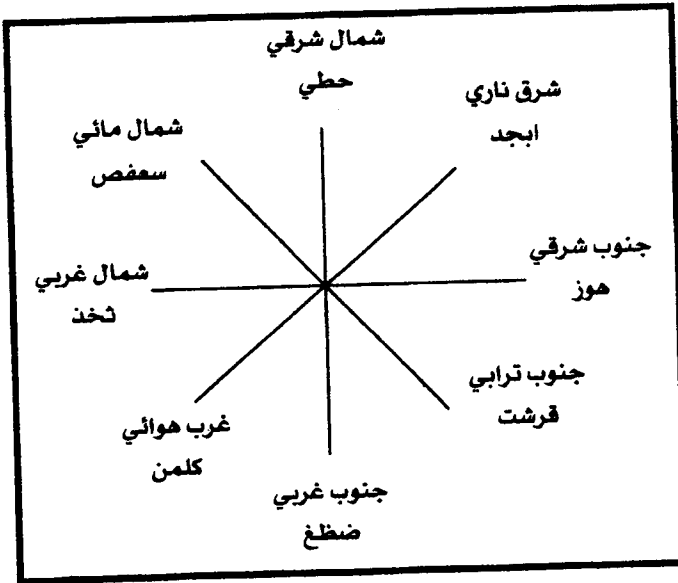 شمال شرقي
حطي
شرق ناري
ابجد
شمال مائي
سعفص
جنوب شرقي
هوز
شمال غربي
ثخذ
جنوب ترابي
قرشت
غرب هوائي
كلمن
جنوب غربي
ضظغ